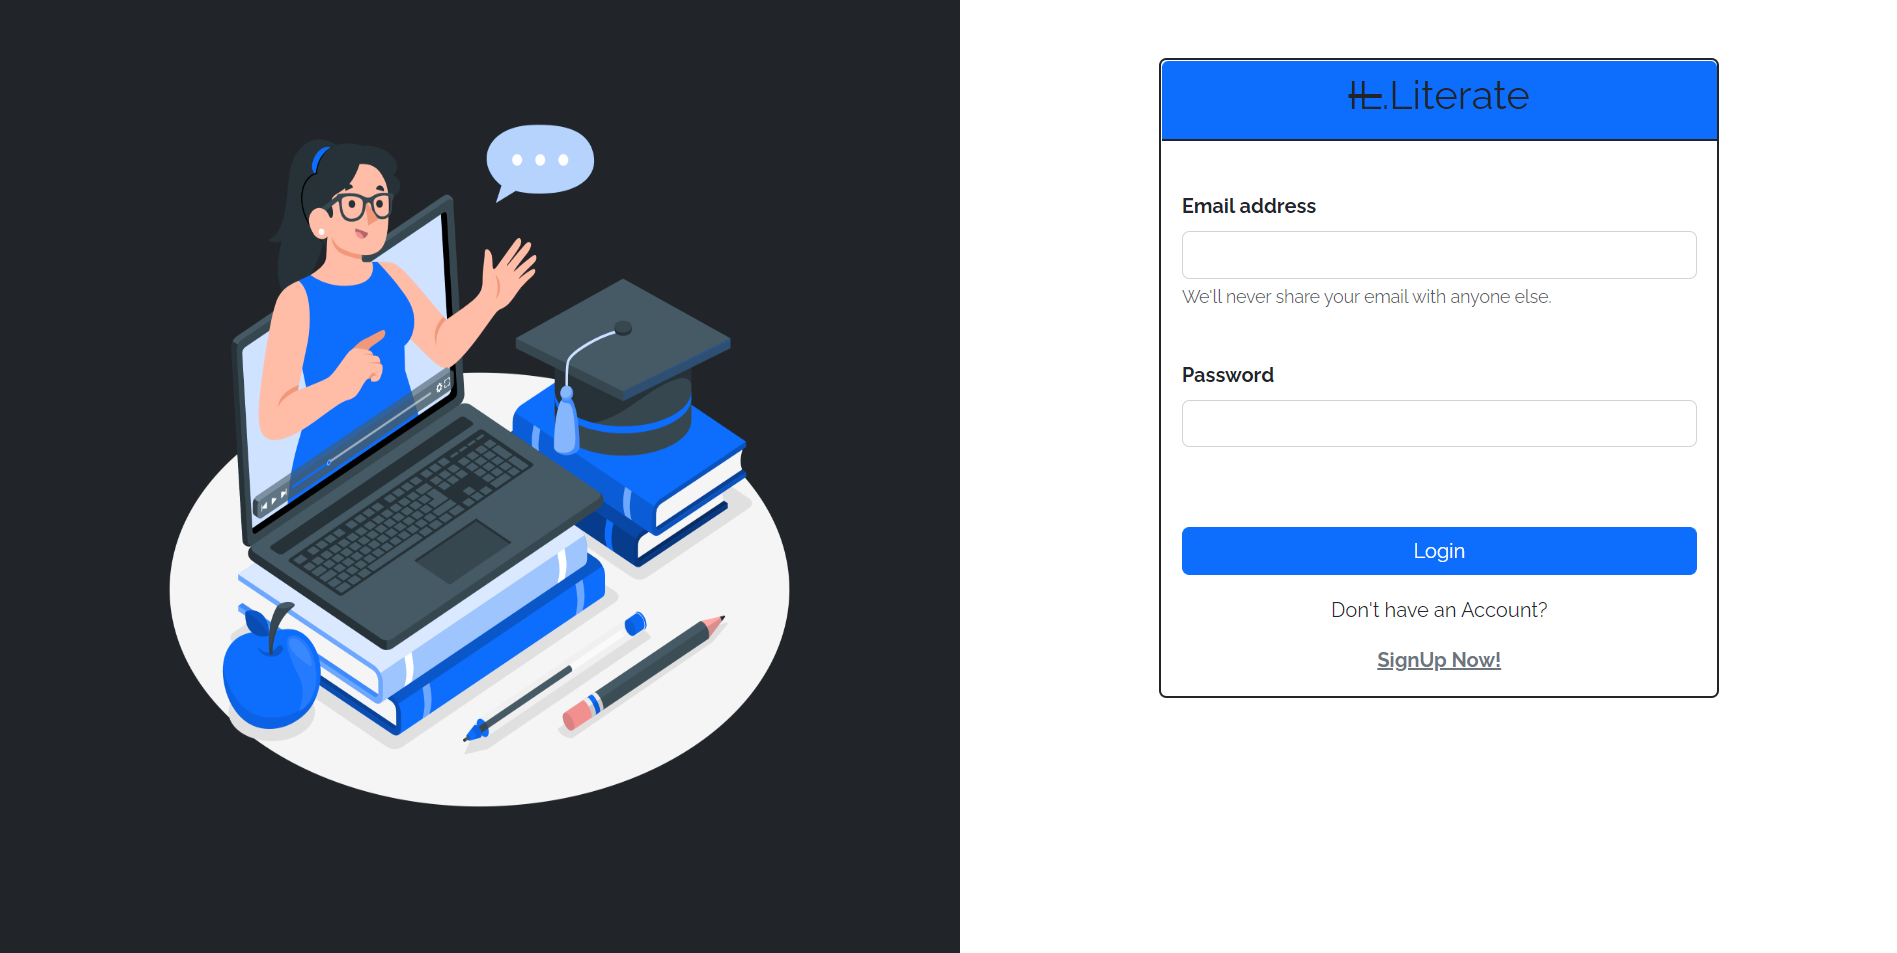 IL.Literate
Email address
We'll never share your email with anyone else.
Password
Login
Don't have an Account?
SignUp Now!